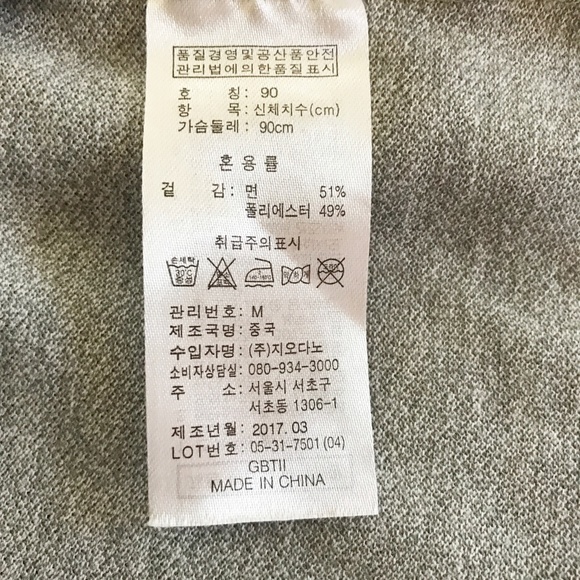 품질경영및공산품안전
관리법에의한품질표시
호 칭: 90
항 목: 신체치수(cm)
가슴둘레: 90cm
혼용률
겉 감: 면 51%
폴리에스터 49%
취급주의표시
손세탁
30℃
중성
관리번호: M
제조국명: 중국
수입자명: (주)지오다노
소비자상담실: 080-934-3000
주 소: 서울시 서초구
서초동 1306-1
제조년월: 2017. 03
LOT번호: 05-31-7501 (04)
GBTII
MADE IN CHINA